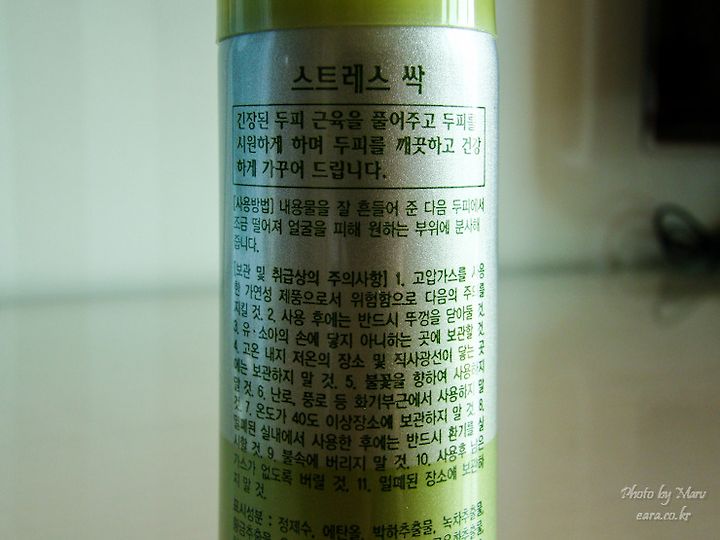 스트레스 싹
긴장된 두피 근육을 풀어주고 두피를
시원하게 하며 두피를 깨끗하고 건강
하게 가꾸어 드립니다.
[사용방법] 내용물을 잘 흔들어 준 다음 두피에서
조금 떨어져 얼굴을 피해 원하는 부위에 분사해
줍니다.
[보관 및 취급상의 주의사항] 1. 고압가스를 사용
한 가연성 제품으로서 위험함으로 다음의 주의를
지킬 것. 2. 사용 후에는 반드시 뚜껑을 닫아둘 것.
3. 유·소아의 손에 닿지 아니하는 곳에 보관할 것.
4. 고온 내지 저온의 장소 및 직사광선이 닿는 곳
에는 보관하지 말 것. 5. 불꽃을 향하여 사용하지
말 것. 6. 난로, 풍로 등 화기부근에서 사용하지 말
것. 7. 온도가 40도 이상장소에 보관하지 말 것. 8.
밀폐된 실내에서 사용한 후에는 반드시 환기를 실
시할 것. 9. 불속에 버리지 말 것. 10. 사용후 남은
가스가 없도록 버릴 것. 11. 밀폐된 장소에 보관하
지 말 것.
표시성분 : 정제수, 에탄올, 박하추출물, 녹차추출물,
황금추출물
Photo by Maru
eara.co.kr